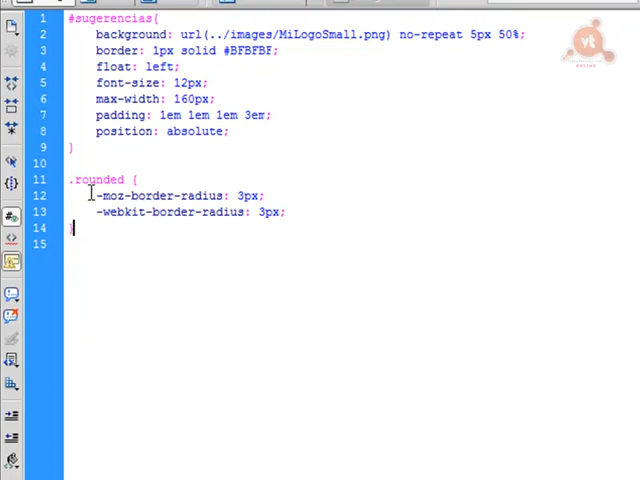 1 #sugerencias{
2 background: url(../images/MiLogoSmall.png) no-repeat 5px 50%;
3 border: 1px solid #BFBFBF;
4 float: left;
5 font-size: 12px;
6 max-width: 160px;
7 padding: 1em 1em 1em 3em;
8 position: absolute;
9 }
10
11 .rounded {
12 -moz-border-radius: 3px;
13 -webkit-border-radius: 3px;
14 }
15
vt
ONLINE